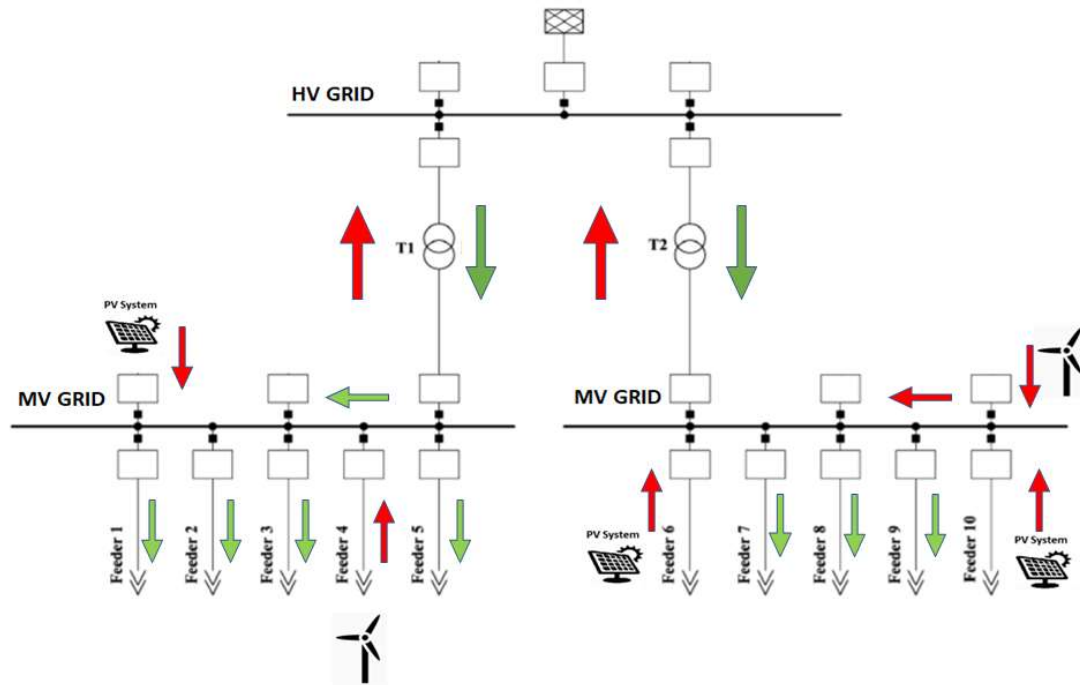 HV GRID
T1
T2
PV System
MV GRID
MV GRID
Feeder 1
Feeder 2
Feeder 3
Feeder 4
Feeder 5
PV System
Feeder 6
Feeder 7
Feeder 8
Feeder 9
Feeder 10
PV System